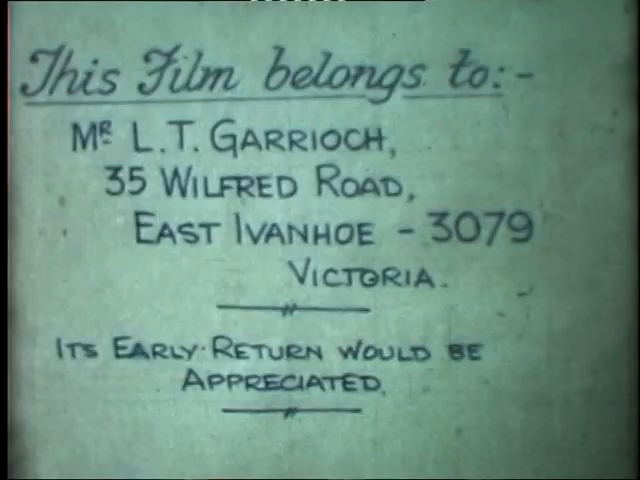 This Film belongs to:-
MR L.T. GARRIOCH,
35 WILFRED ROAD,
EAST IVANHOE - 3079
VICTORIA.
ITS EARLY RETURN WOULD BE
APPRECIATED.